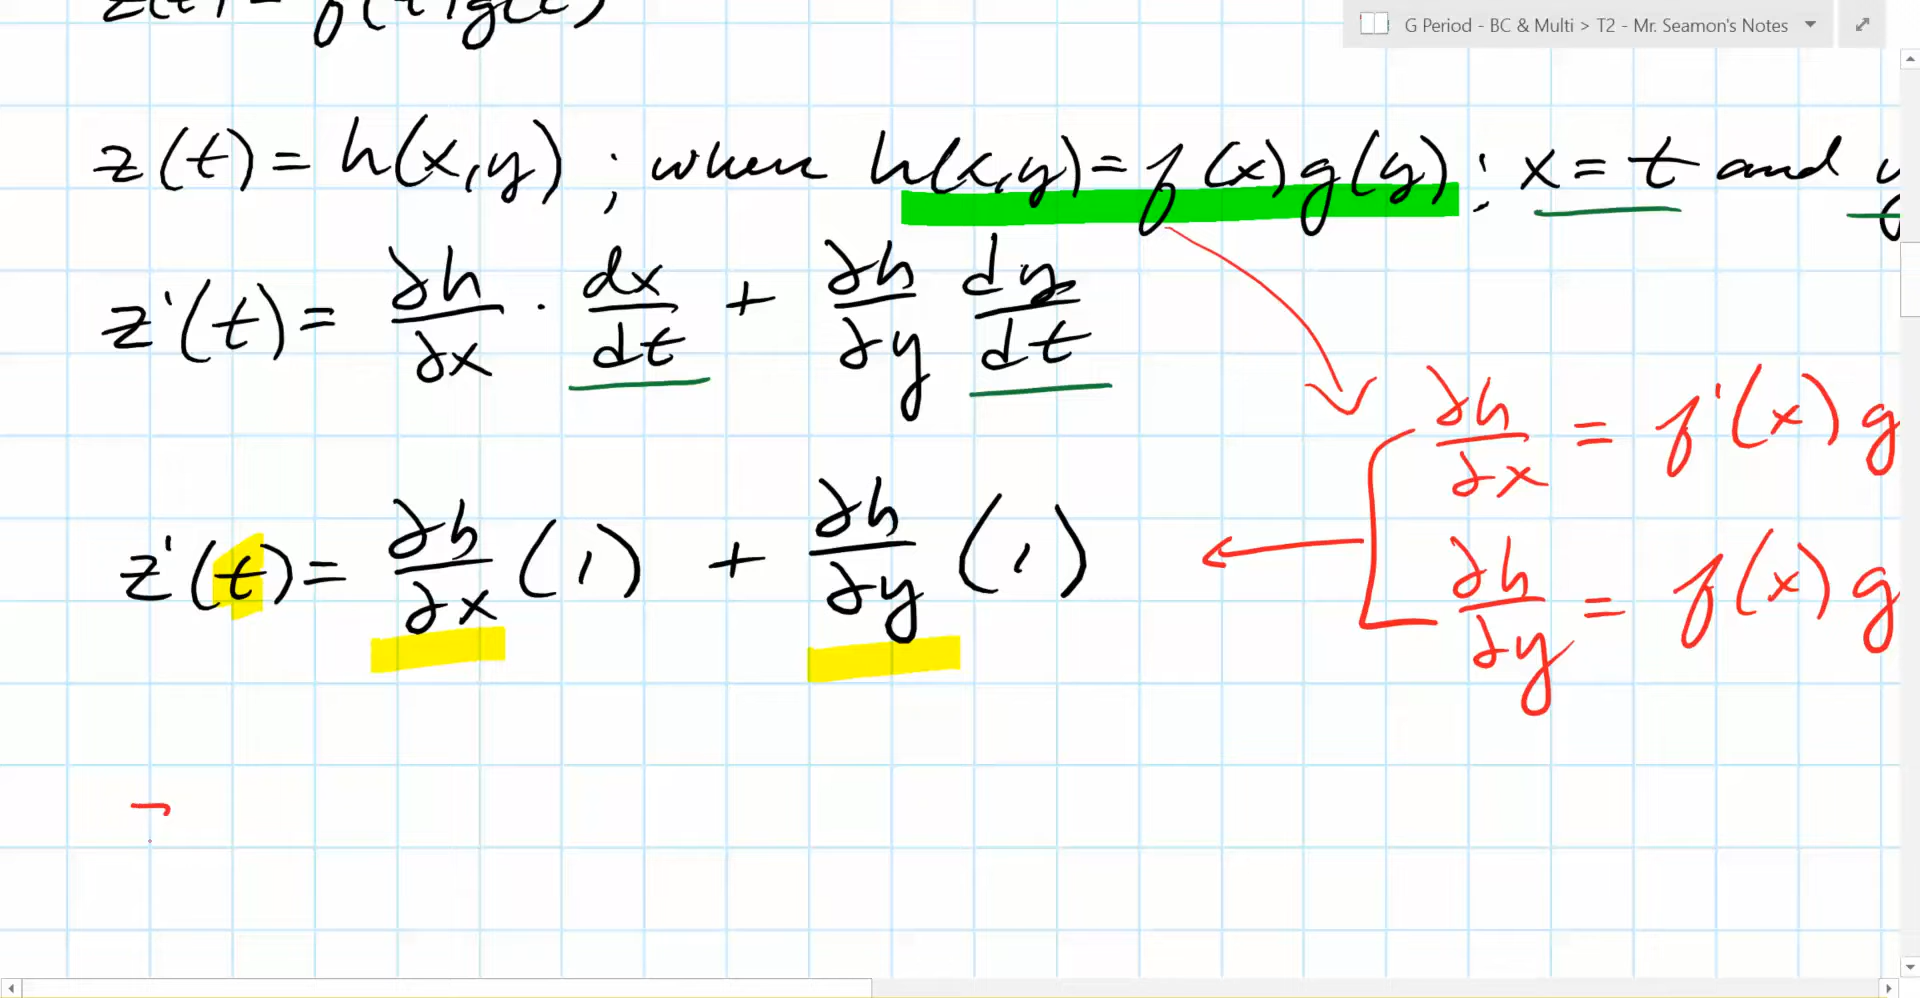 z(t) = f(t)g(t)
G Period - BC & Multi > T2 - Mr. Seamon's Notes
z(t) = h(x,y) ; when h(x,y) = f(x)g(y) ; x = t and y
z'(t) = ∂h/∂x · dx/dt + ∂h/∂y dy/dt
∂h/∂x = f'(x) g
z'(t) = ∂h/∂x (1) + ∂h/∂y (1)
∂h/∂y = f(x) g